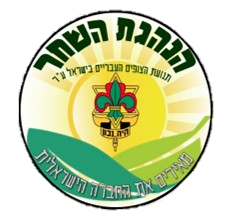 הנהגת השחר
תנועת הצופים העבריים בישראל ע"ר
היה נכון
מאירים את החברה הישראלית